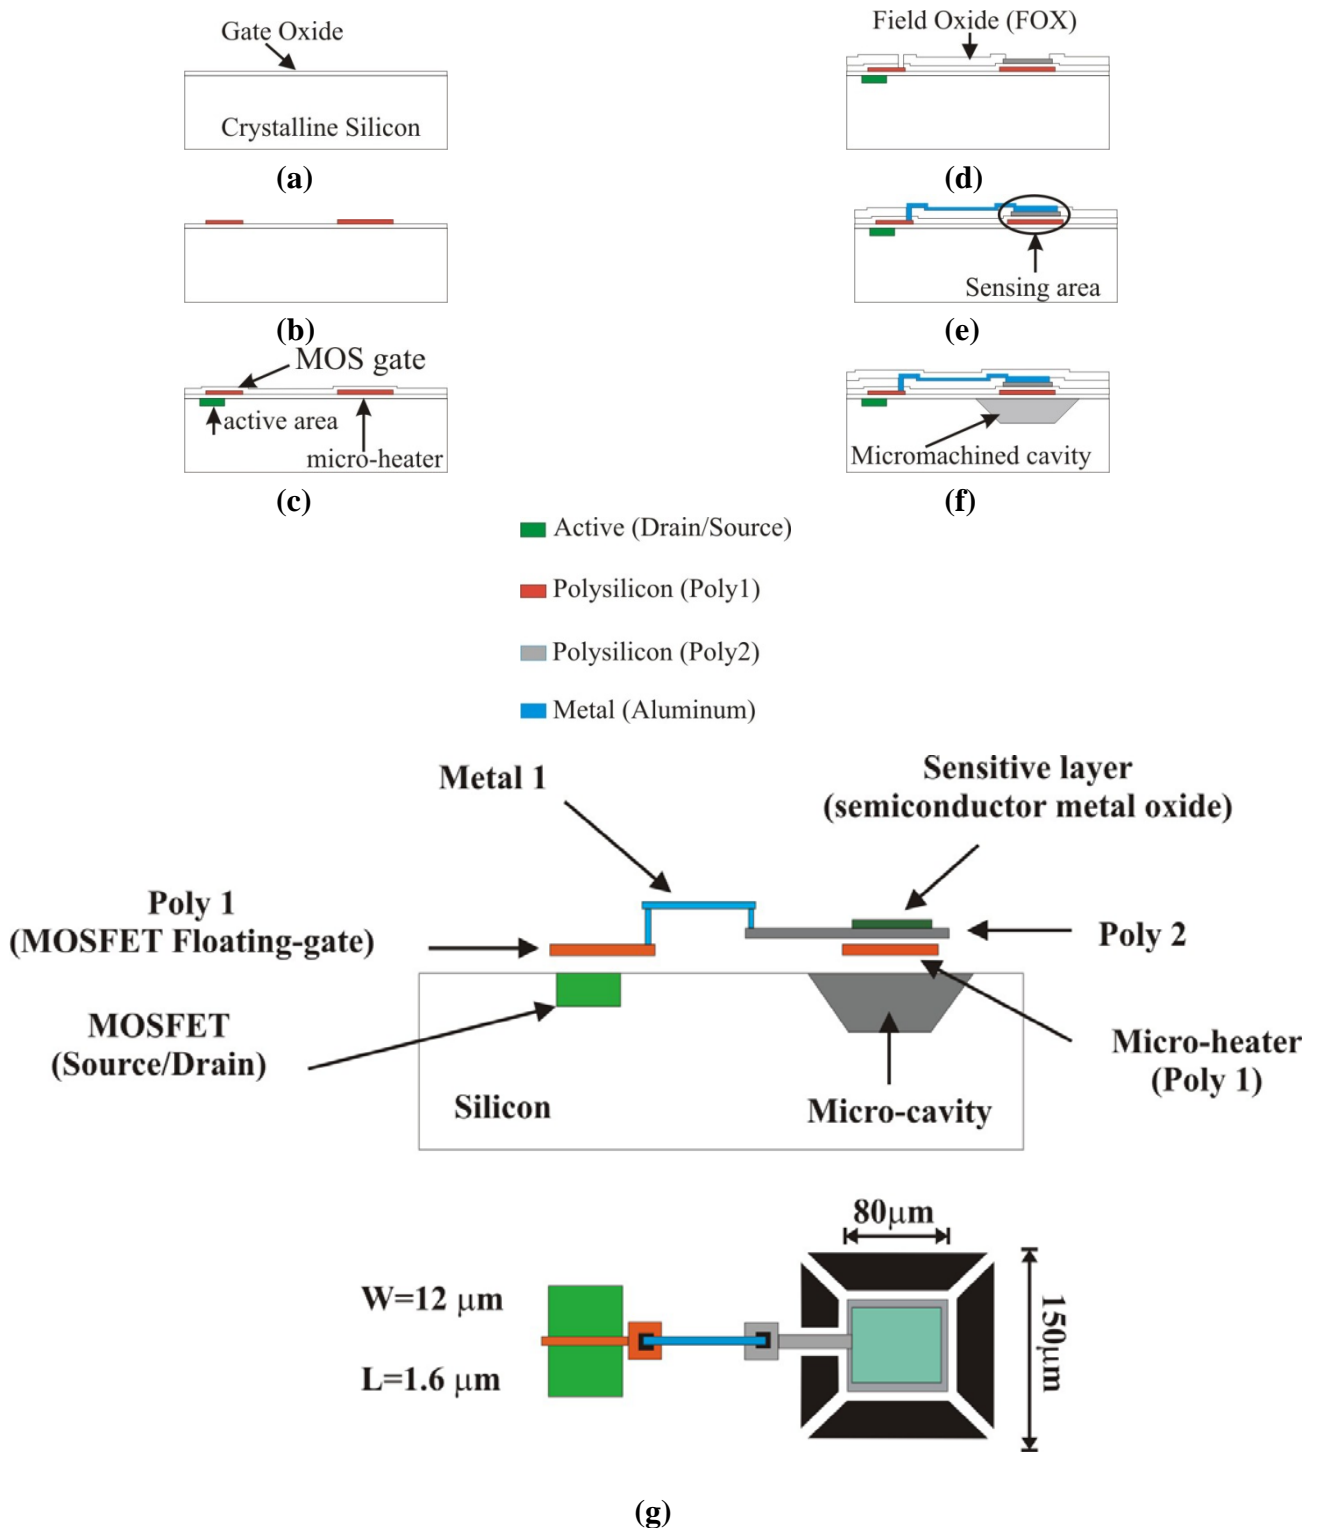 Gate Oxide
Crystalline Silicon
(a)
(b)
MOS gate
active area
micro-heater
(c)
Field Oxide (FOX)
(d)
Sensing area
(e)
Micromachined cavity
(f)
Active (Drain/Source)
Polysilicon (Poly1)
Polysilicon (Poly2)
Metal (Aluminum)
Metal 1
Sensitive layer
(semiconductor metal oxide)
Poly 1
(MOSFET Floating-gate)
Poly 2
MOSFET
(Source/Drain)
Micro-heater
(Poly 1)
Silicon
Micro-cavity
80μm
W=12 μm
150μm
L=1.6 μm
(g)